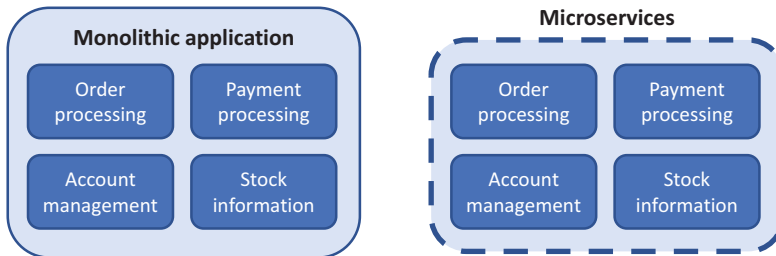 Monolithic application
Order
processing
Payment
processing
Account
management
Stock
information
Microservices
Order
processing
Payment
processing
Account
management
Stock
information